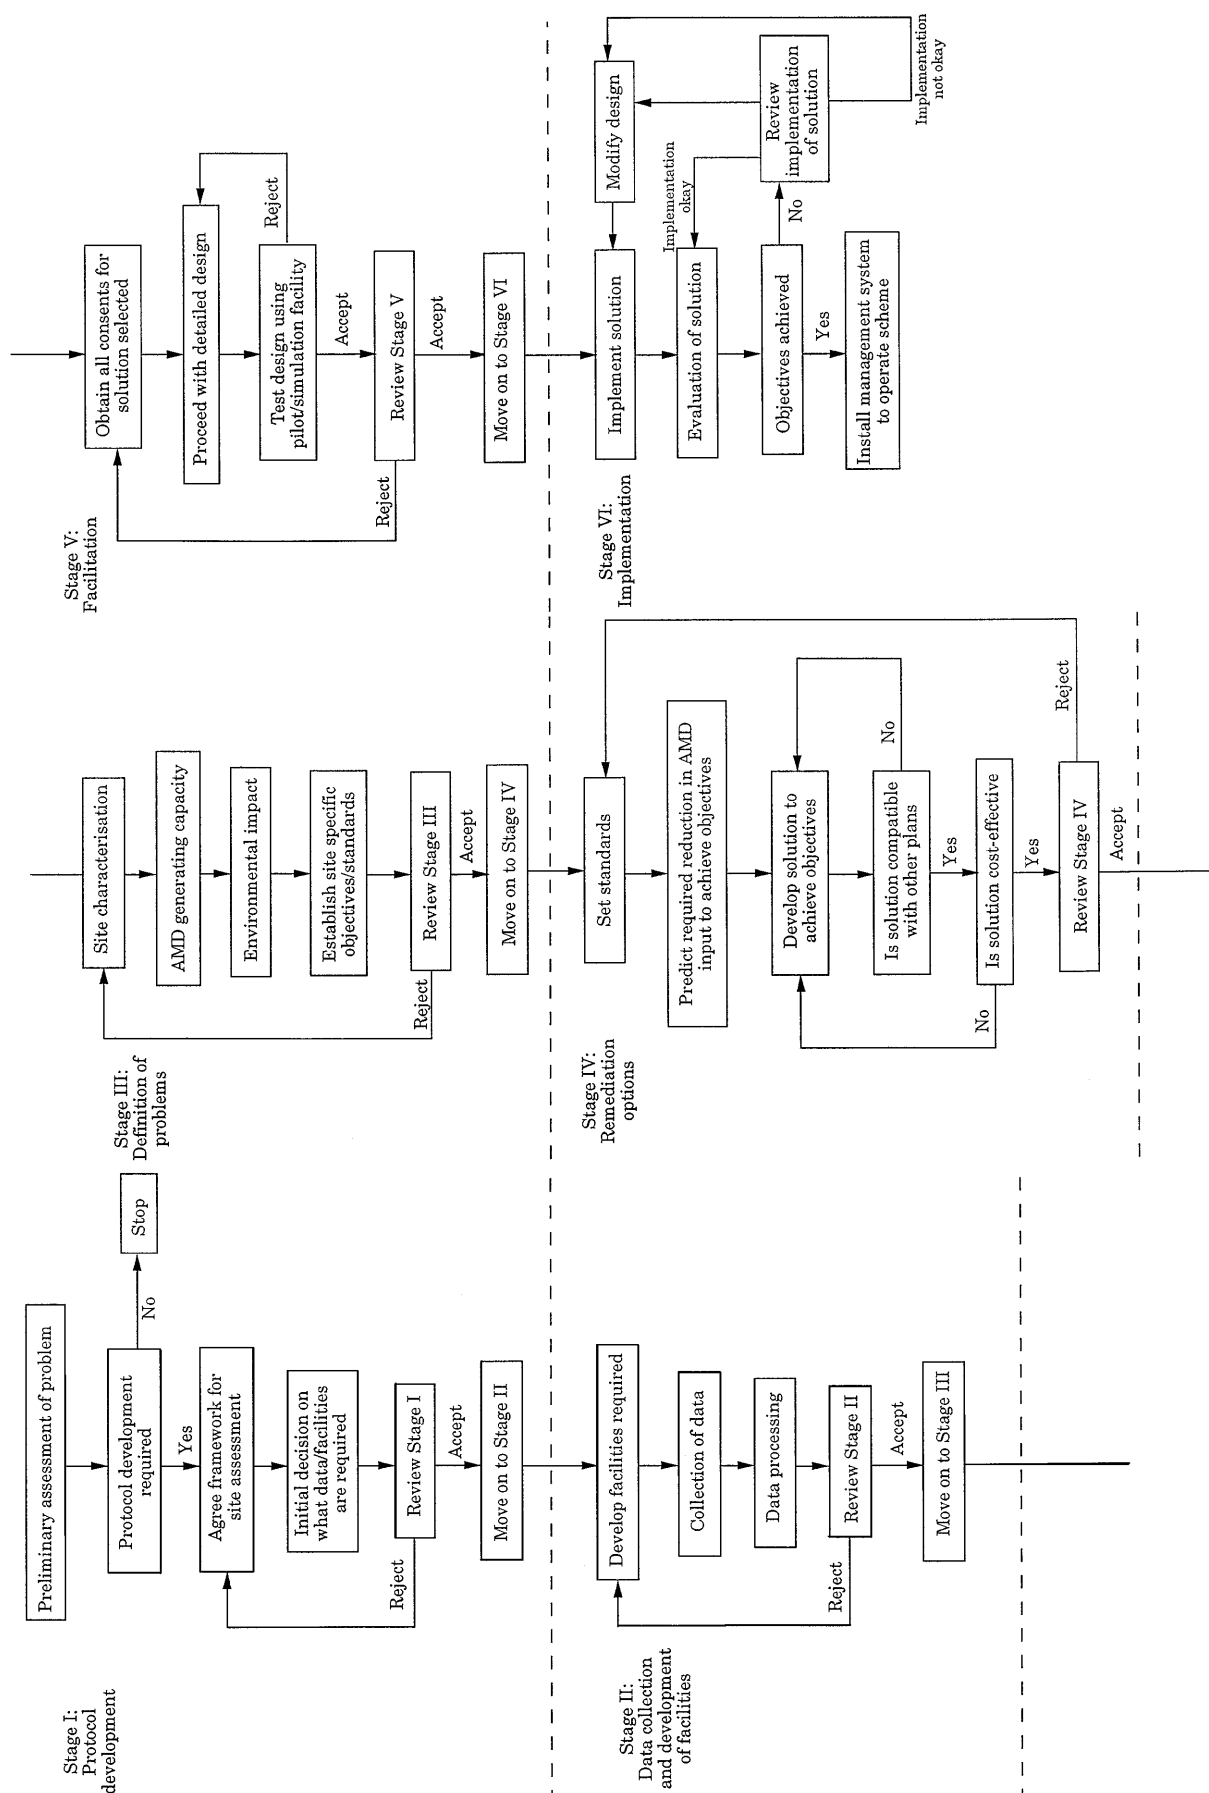 Stage I:
Protocol
development
Preliminary assessment of problem
Protocol development
required
No
Stop
Yes
Agree framework for
site assessment
Initial decision on
what data/facilities
are required
Review Stage I
Reject
Accept
Move on to Stage II
Stage II:
Data collection
and development
of facilities
Develop facilities required
Collection of data
Data processing
Review Stage II
Reject
Accept
Move on to Stage III
Stage III:
Definition of
problems
Site characterisation
AMD generating capacity
Environmental impact
Establish site specific
objectives/standards
Review Stage III
Reject
Accept
Move on to Stage IV
Stage IV:
Remediation
options
Set standards
Predict required reduction in AMD
input to achieve objectives
Develop solution to
achieve objectives
Is solution compatible
with other plans
No
Yes
Is solution cost-effective
No
Yes
Review Stage IV
Reject
Accept
Stage V:
Facilitation
Obtain all consents for
solution selected
Proceed with detailed design
Test design using
pilot/simulation facility
Reject
Accept
Review Stage V
Reject
Accept
Move on to Stage VI
Stage VI:
Implementation
Implement solution
Modify design
Evaluation of solution
Implementation
okay
Objectives achieved
No
Review
implementation
of solution
Implementation
not okay
Yes
Install management system
to operate scheme